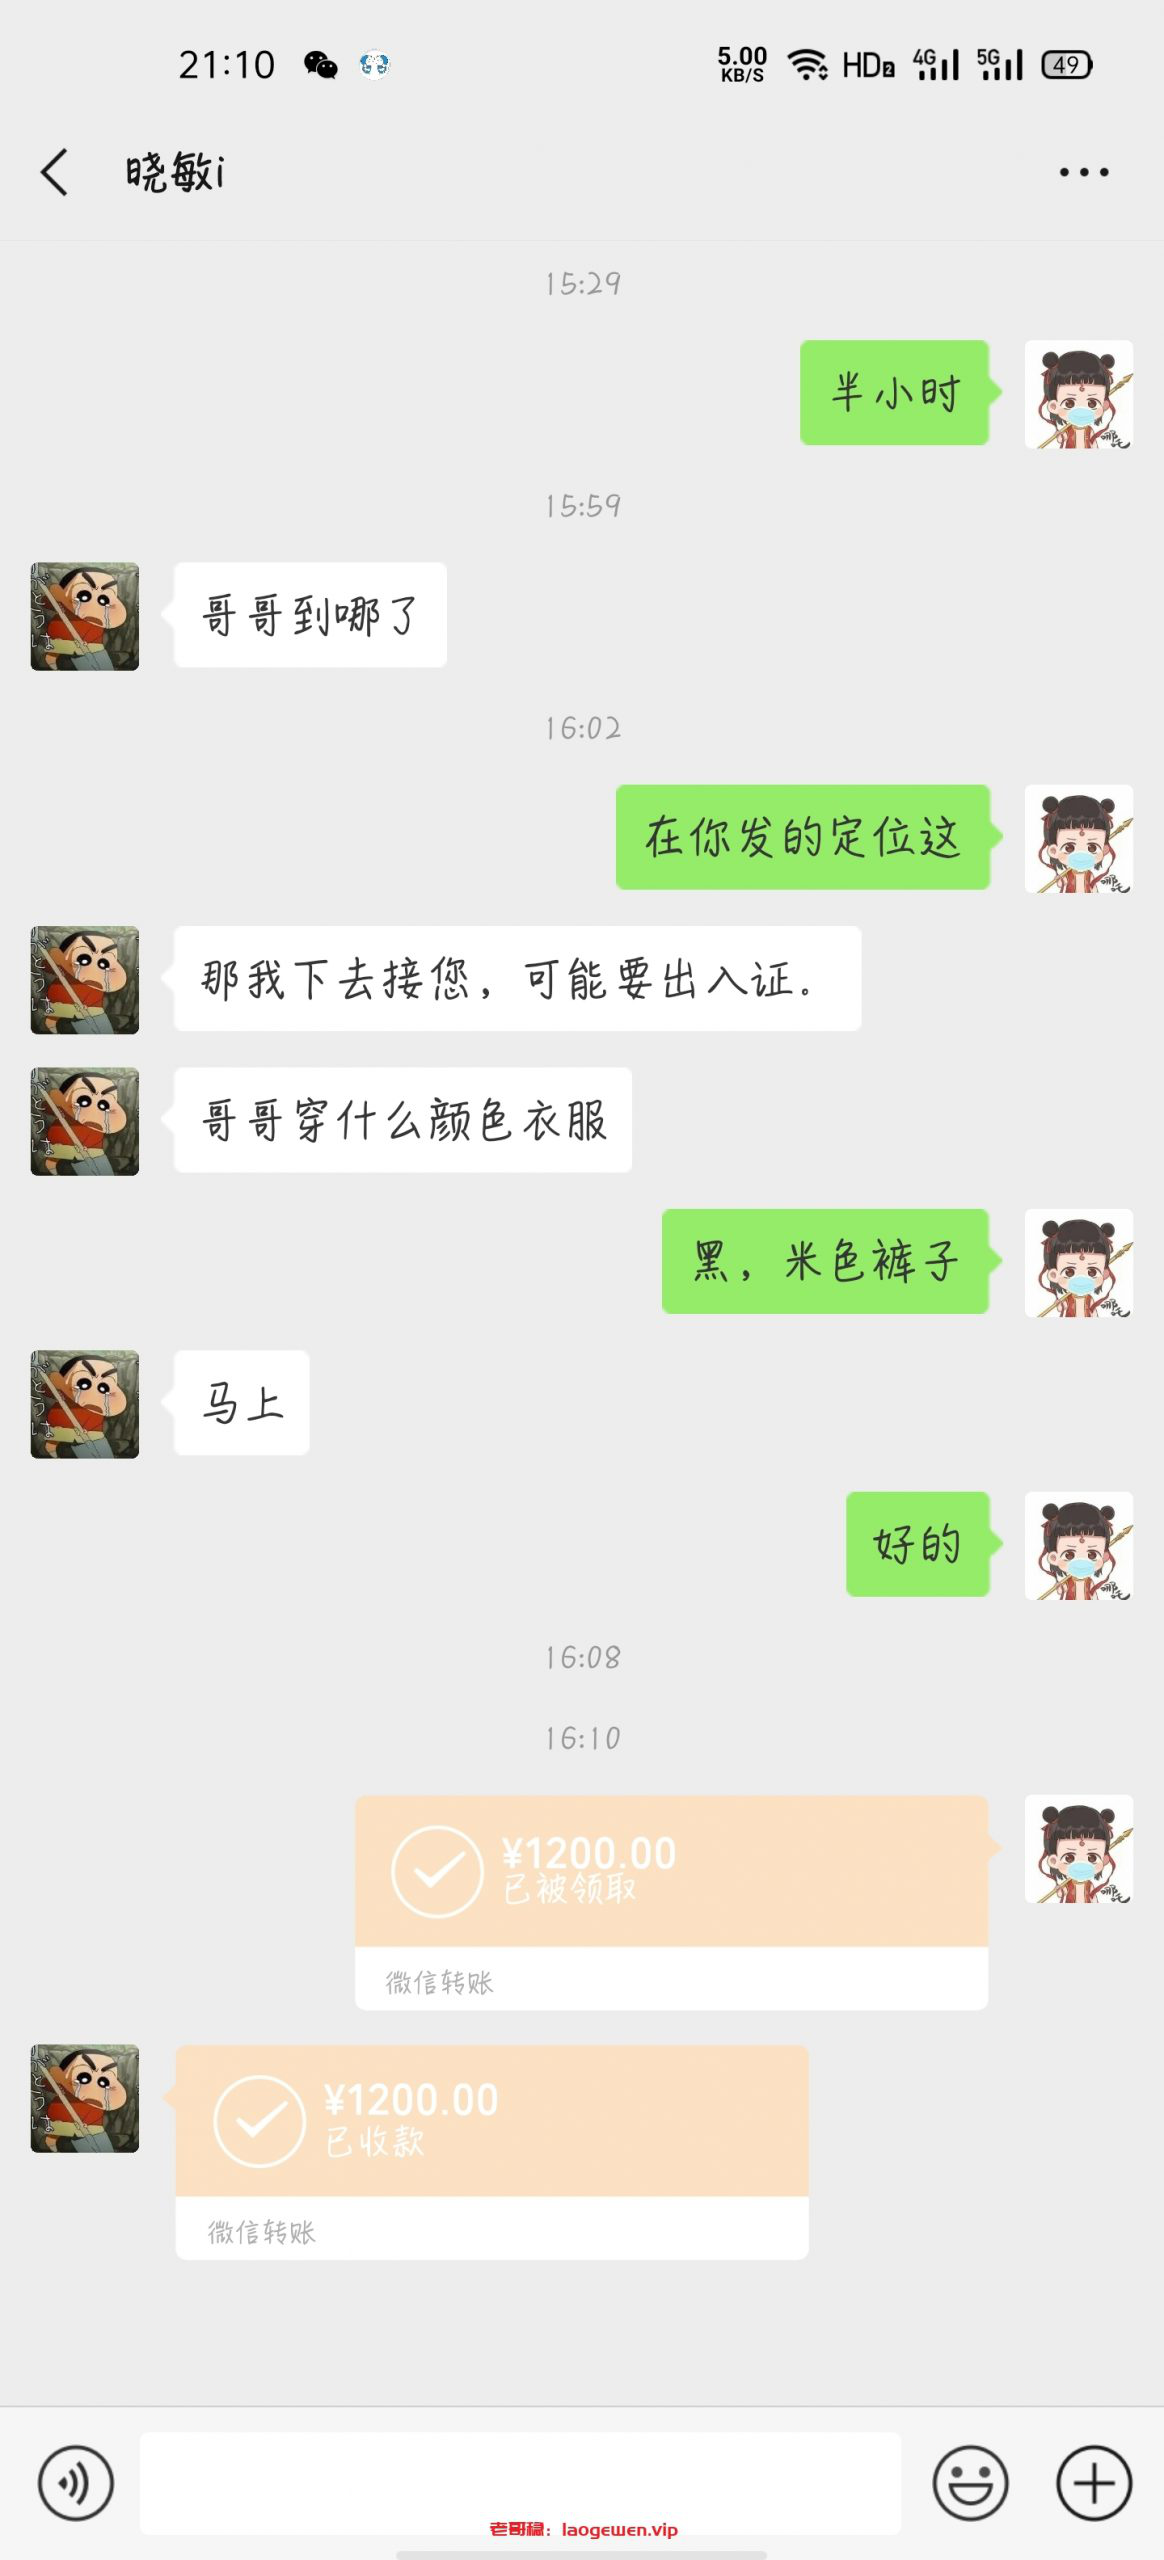 21:10
5.00
KB/S
HD2
4G
5G
49
晓敏i
15:29
半小时
15:59
哥哥到哪了
16:02
在你发的定位这
那我下去接您，可能要出入证.
哥哥穿什么颜色衣服
黑，米色裤子
马上
好的
16:08
16:10
¥1200.00
已被领取
微信转账
¥1200.00
已收款
微信转账
老哥稳：laogewen.vip